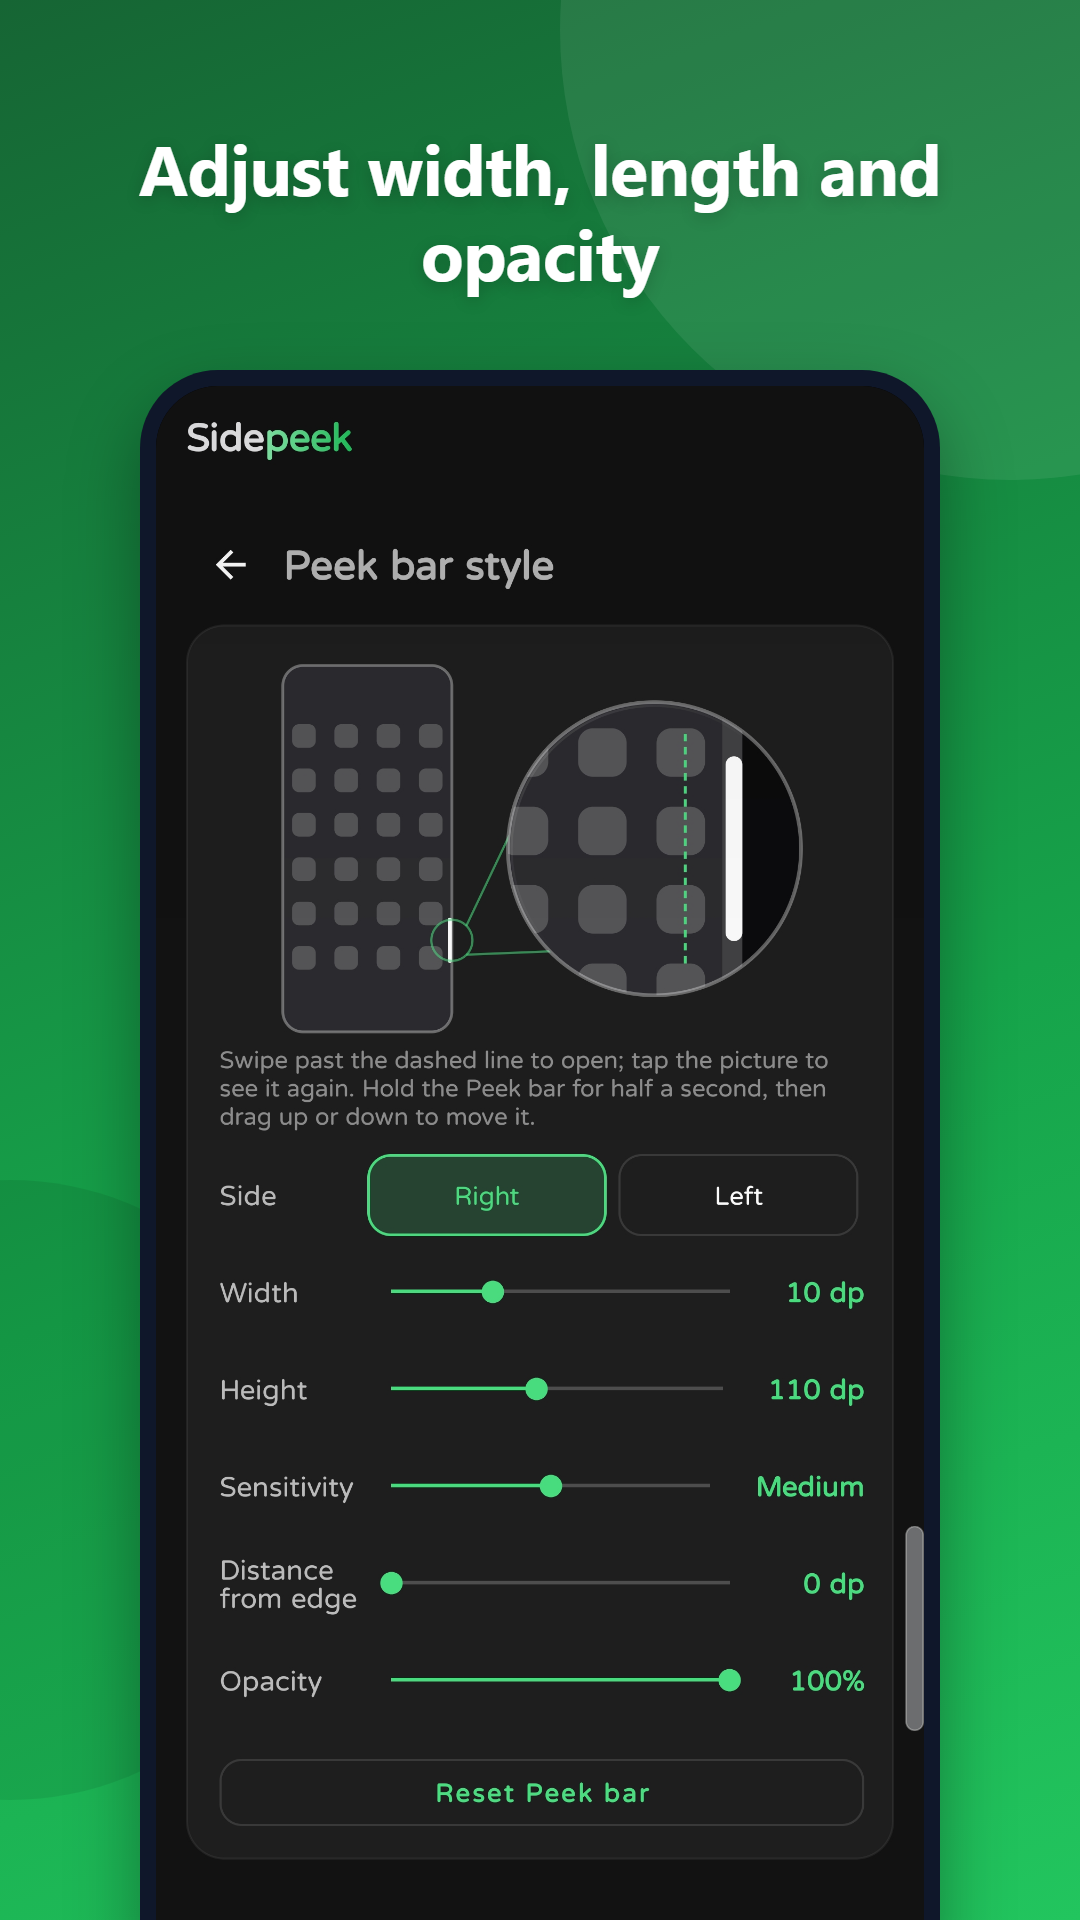 Adjust width, length and
opacity
Sidepeek
Peek bar style
Swipe past the dashed line to open; tap the picture to
see it again. Hold the Peek bar for half a second, then
drag up or down to move it.
Side Right Left
Width 10 dp
Height 110 dp
Sensitivity Medium
Distance
from edge 0 dp
Opacity 100%
Reset Peek bar